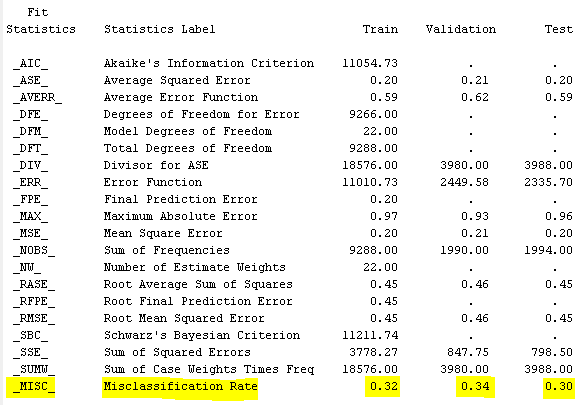 Fit
Statistics Statistics Label Train Validation Test
_AIC_ Akaike's Information Criterion 11054.73 . .
_ASE_ Average Squared Error 0.20 0.21 0.20
_AVERR_ Average Error Function 0.59 0.62 0.59
_DFE_ Degrees of Freedom for Error 9266.00 . .
_DFM_ Model Degrees of Freedom 22.00 . .
_DFT_ Total Degrees of Freedom 9288.00 . .
_DIV_ Divisor for ASE 18576.00 3980.00 3988.00
_ERR_ Error Function 11010.73 2449.58 2335.70
_FPE_ Final Prediction Error 0.20 . .
_MAX_ Maximum Absolute Error 0.97 0.93 0.96
_MSE_ Mean Square Error 0.20 0.21 0.20
_NOBS_ Sum of Frequencies 9288.00 1990.00 1994.00
_NW_ Number of Estimate Weights 22.00 . .
_RASE_ Root Average Sum of Squares 0.45 0.46 0.45
_RFPE_ Root Final Prediction Error 0.45 . .
_RMSE_ Root Mean Squared Error 0.45 0.46 0.45
_SBC_ Schwarz's Bayesian Criterion 11211.74 . .
_SSE_ Sum of Squared Errors 3778.27 847.75 798.50
_SUMW_ Sum of Case Weights Times Freq 18576.00 3980.00 3988.00
_MISC_ Misclassification Rate 0.32 0.34 0.30